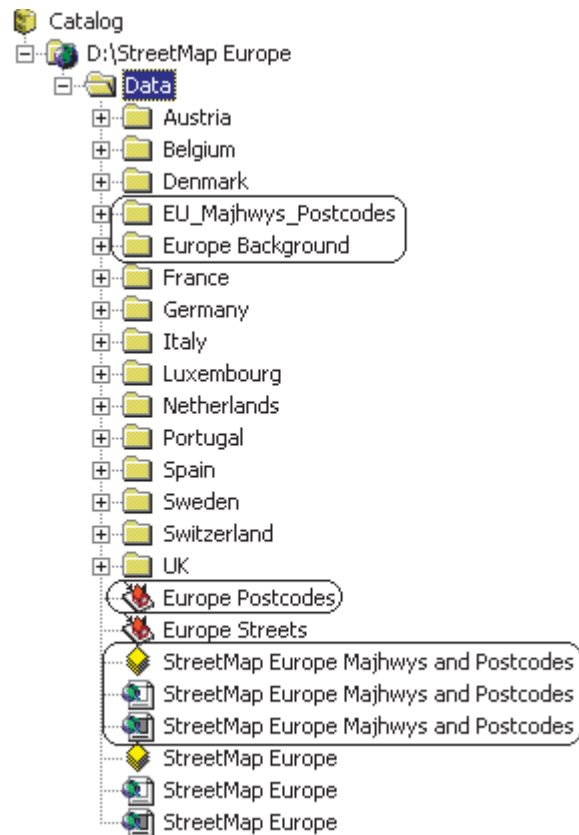 Catalog
D:\StreetMap Europe
Data
Austria
Belgium
Denmark
EU_Majhwys_Postcodes
Europe Background
France
Germany
Italy
Luxembourg
Netherlands
Portugal
Spain
Sweden
Switzerland
UK
Europe Postcodes
Europe Streets
StreetMap Europe Majhwys and Postcodes
StreetMap Europe Majhwys and Postcodes
StreetMap Europe Majhwys and Postcodes
StreetMap Europe
StreetMap Europe
StreetMap Europe